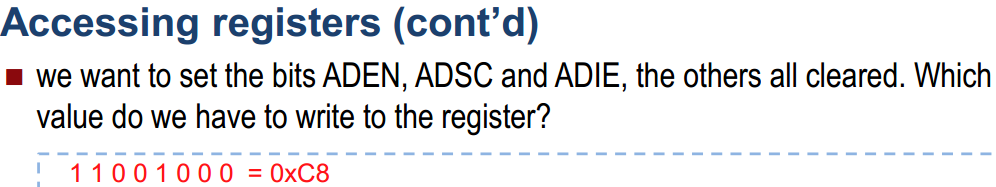 Accessing registers (cont’d)
we want to set the bits ADEN, ADSC and ADIE, the others all cleared. Which
value do we have to write to the register?
1 1 0 0 1 0 0 0 = 0xC8